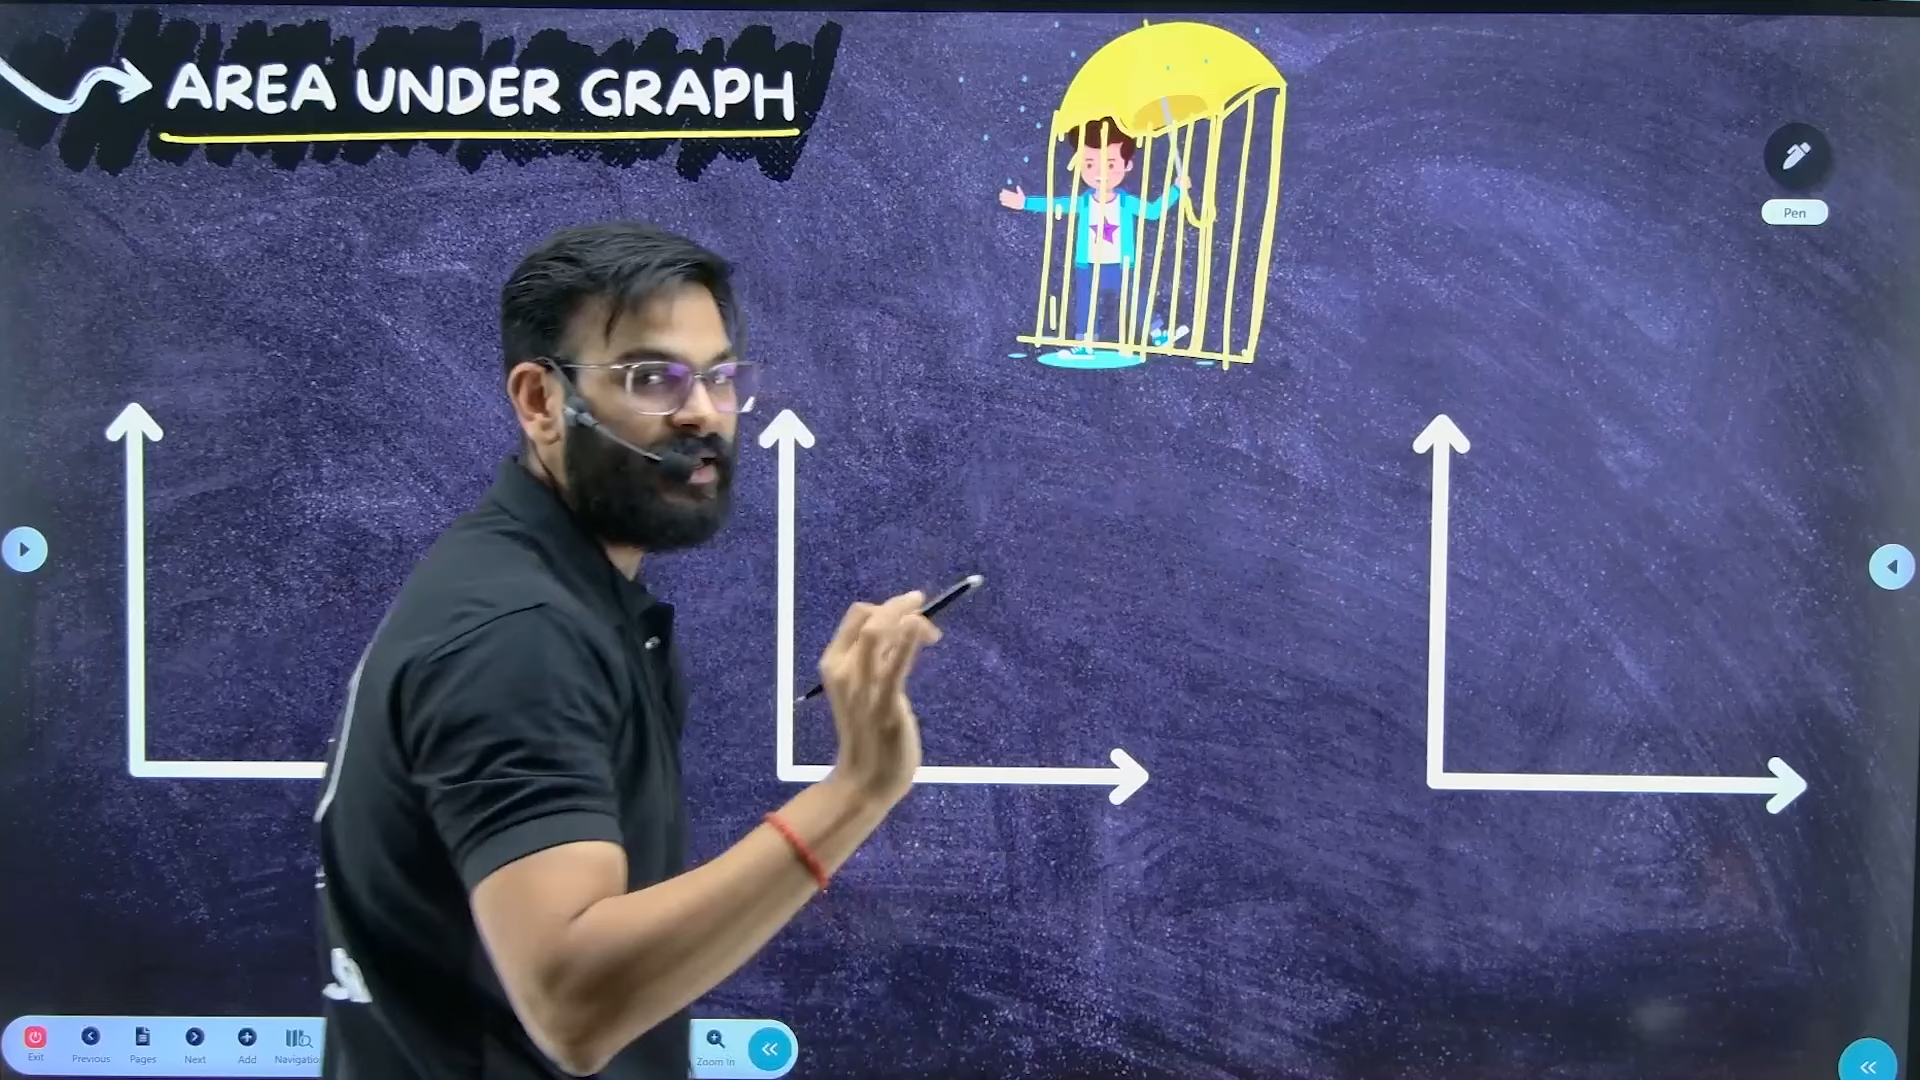 AREA UNDER GRAPH
Pen
Exit
Previous
Pages
Next
Add
Zoom In